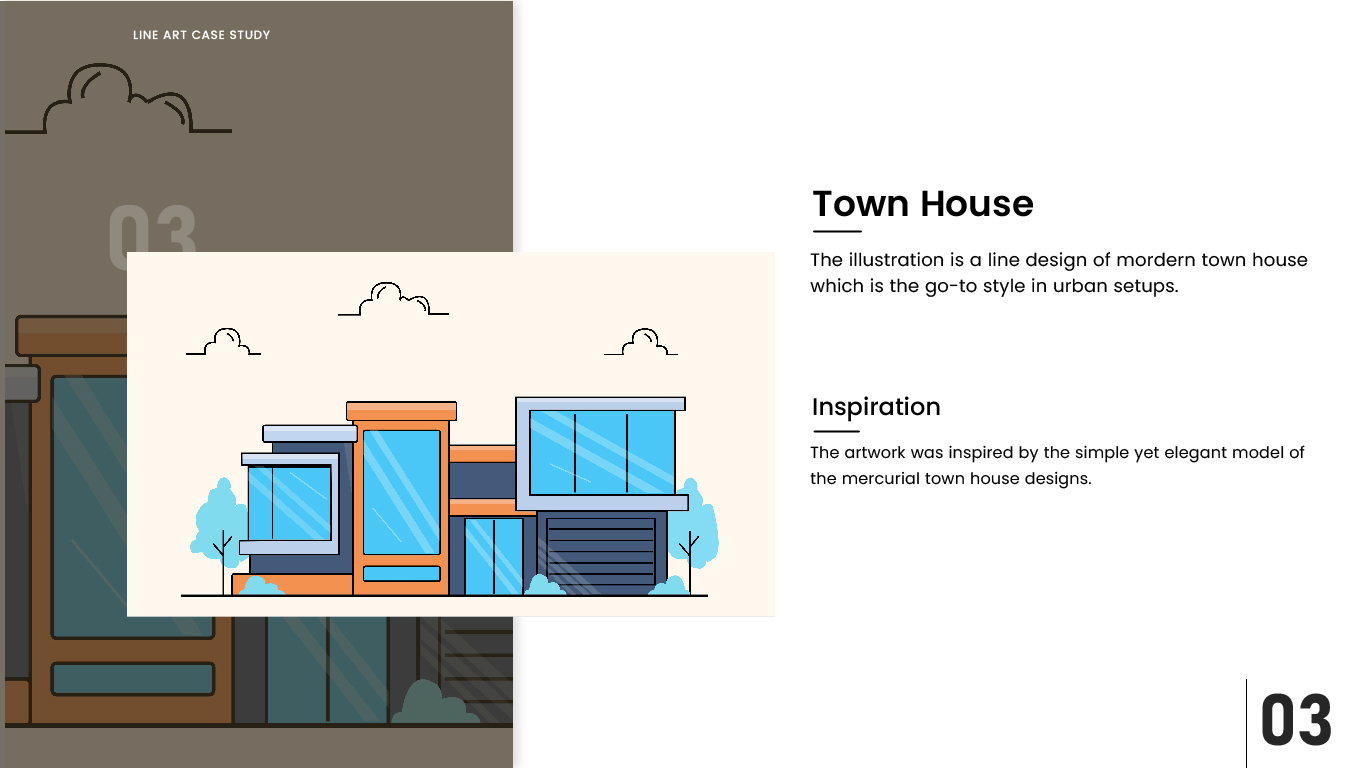 LINE ART CASE STUDY
03
Town House
The illustration is a line design of mordern town house
which is the go-to style in urban setups.
Inspiration
The artwork was inspired by the simple yet elegant model of
the mercurial town house designs.
03